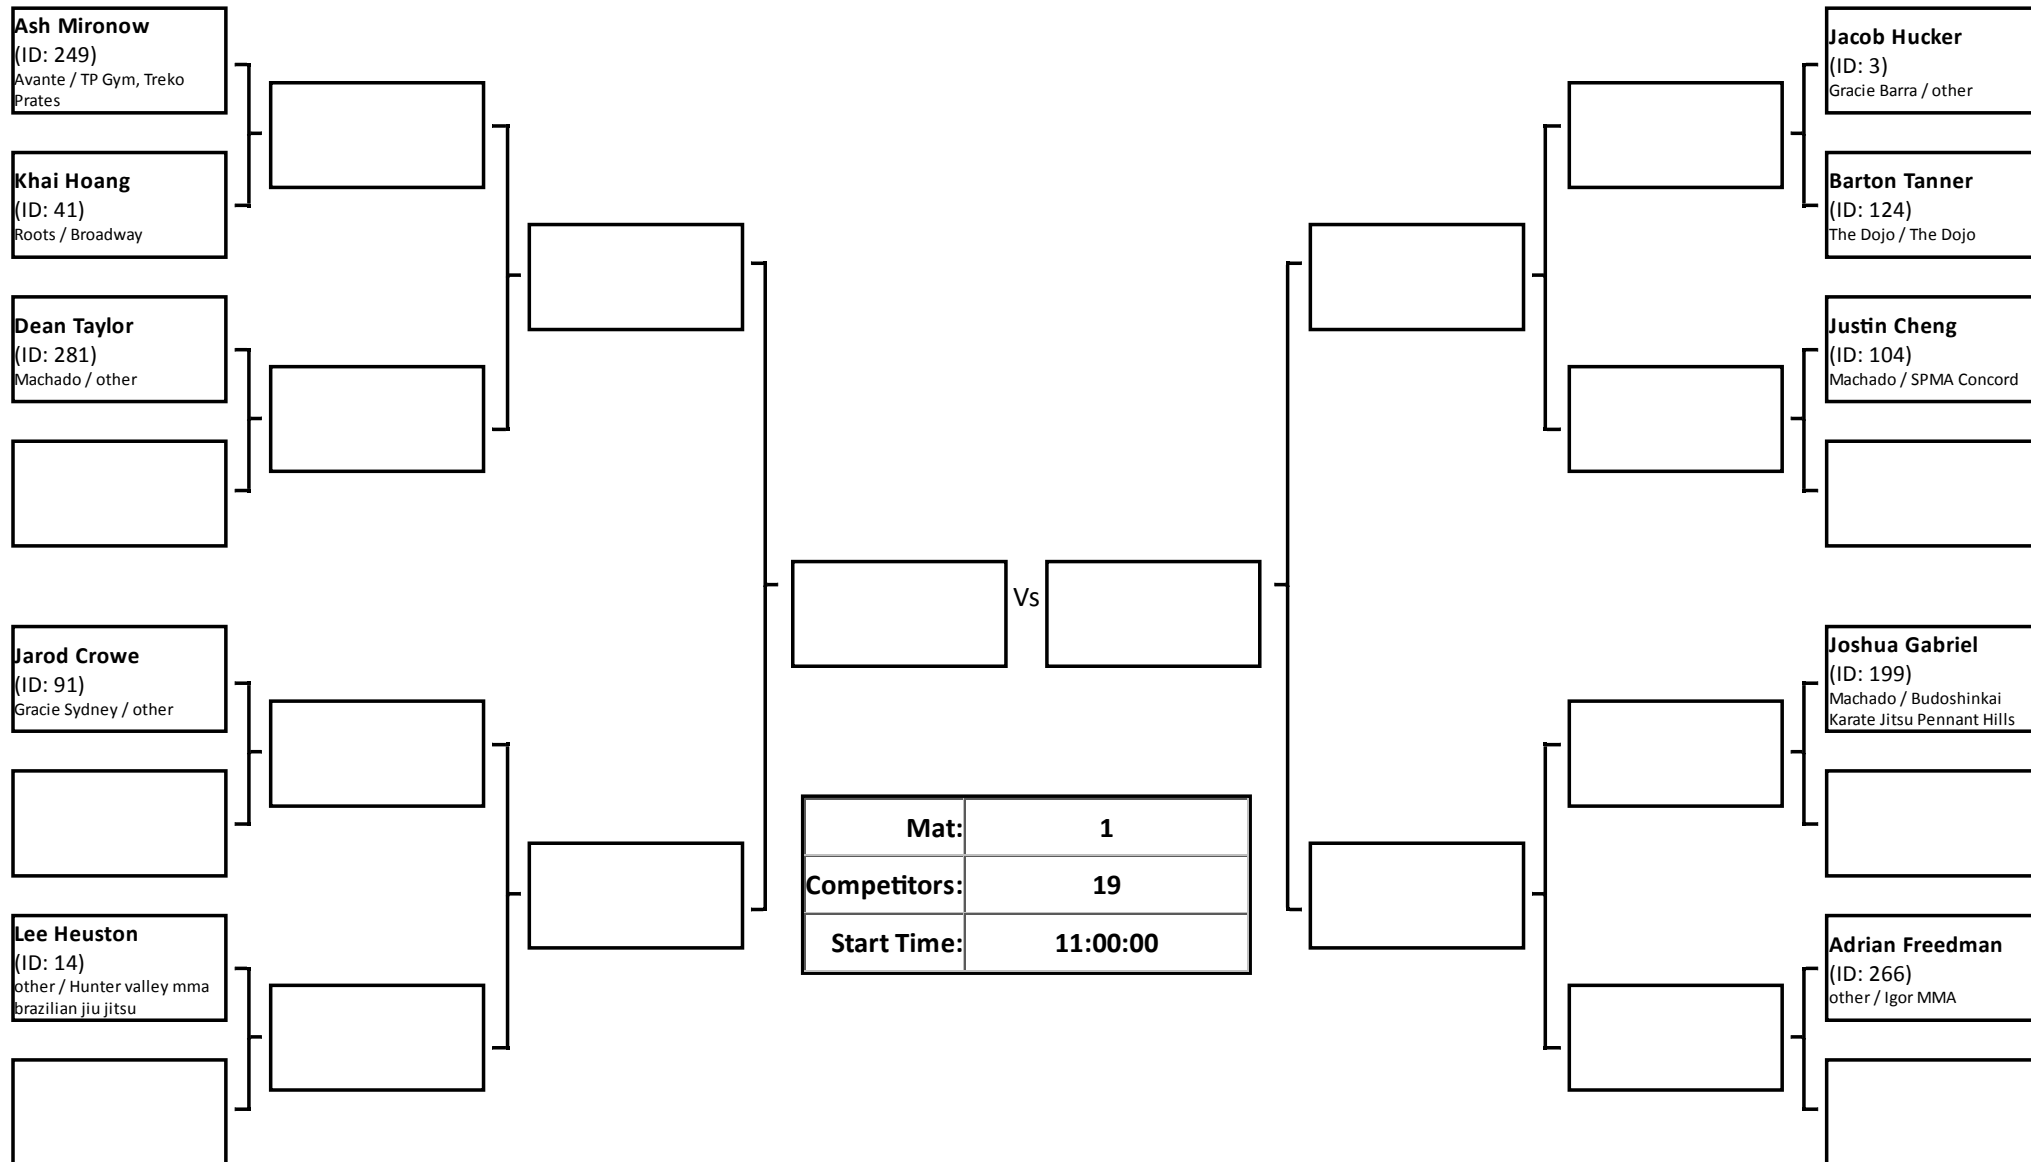 Ash Mironow
(ID: 249)
Avante / TP Gym, Treko
Prates
Khai Hoang
(ID: 41)
Roots / Broadway
Dean Taylor
(ID: 281)
Machado / other
Jarod Crowe
(ID: 91)
Gracie Sydney / other
Lee Heuston
(ID: 14)
other / Hunter valley mma
brazilian jiu jitsu
Vs
Mat: 1
Competitors: 19
Start Time: 11:00:00
Jacob Hucker
(ID: 3)
Gracie Barra / other
Barton Tanner
(ID: 124)
The Dojo / The Dojo
Justin Cheng
(ID: 104)
Machado / SPMA Concord
Joshua Gabriel
(ID: 199)
Machado / Budoshinkai
Karate Jitsu Pennant Hills
Adrian Freedman
(ID: 266)
other / Igor MMA